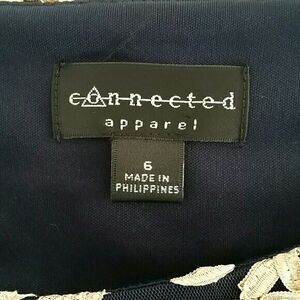 connected
apparel
6
MADE IN
PHILIPPINES